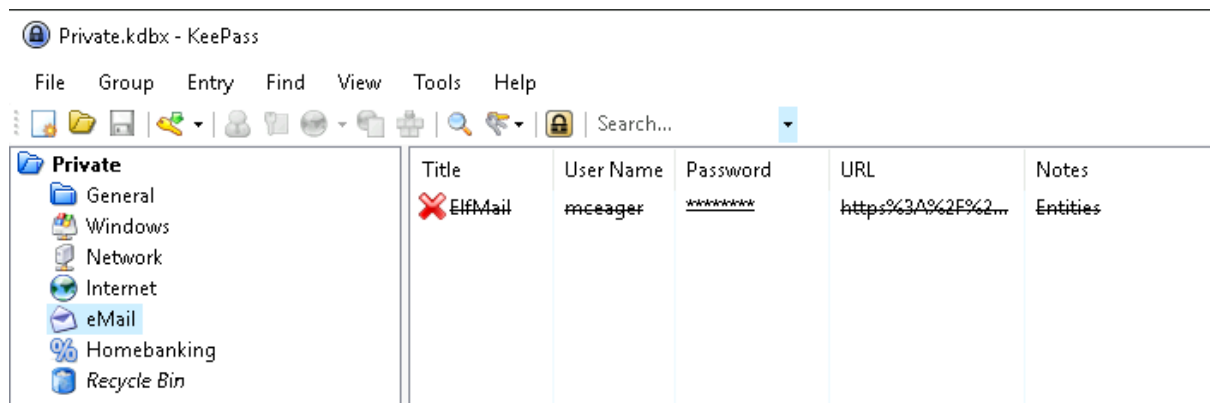 Private.kdbx - KeePass
File Group Entry Find View Tools Help
Search...
Private
General
Windows
Network
Internet
eMail
Homebanking
Recycle Bin
Title User Name Password URL Notes
ElfMail mceager ******** https%3A%2F%2... Entities